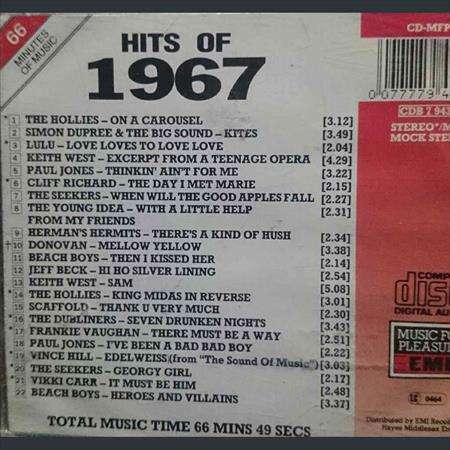 66
MINUTES
OF MUSIC
HITS OF
1967
1 THE HOLLIES – ON A CAROUSEL [3.12]
2 SIMON DUPREE & THE BIG SOUND – KITES [3.49]
* 3 LULU – LOVE LOVES TO LOVE LOVE [2.04]
4 KEITH WEST – EXCERPT FROM A TEENAGE OPERA [4.29]
5 PAUL JONES – THINKIN' AIN'T FOR ME [3.22]
* 6 CLIFF RICHARD – THE DAY I MET MARIE [2.15]
7 THE SEEKERS – WHEN WILL THE GOOD APPLES FALL [2.27]
8 THE YOUNG IDEA – WITH A LITTLE HELP [2.31]
FROM MY FRIENDS
9 HERMAN'S HERMITS – THERE'S A KIND OF HUSH [2.34]
† 10 DONOVAN – MELLOW YELLOW [3.38]
11 BEACH BOYS – THEN I KISSED HER [2.14]
12 JEFF BECK – HI HO SILVER LINING [2.54]
13 KEITH WEST – SAM [5.08]
* 14 THE HOLLIES – KING MIDAS IN REVERSE [3.01]
15 SCAFFOLD – THANK U VERY MUCH [2.30]
* 16 THE DUBLINERS – SEVEN DRUNKEN NIGHTS [3.43]
* 17 FRANKIE VAUGHAN – THERE MUST BE A WAY [2.51]
18 PAUL JONES – I'VE BEEN A BAD BAD BOY [2.22]
* 19 VINCE HILL – EDELWEISS (from "The Sound Of Music") [3.03]
20 THE SEEKERS – GEORGY GIRL [2.17]
* 21 VIKKI CARR – IT MUST BE HIM [2.48]
22 BEACH BOYS – HEROES AND VILLAINS [3.37]
TOTAL MUSIC TIME 66 MINS 49 SECS
CD-MFP
0 077779 4
CDB 7 943
STEREO*/M
MOCK STE
COMP
dis
DIGITAL AU
MUSIC F
PLEASUR
EMI
LE 0464
Distributed by EMI Reco
Hayes Middlesex En